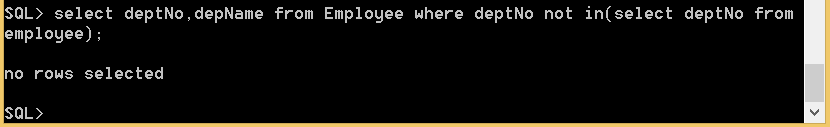 SQL> select deptNo,depName from Employee where deptNo not in(select deptNo from
employee);
no rows selected
SQL>